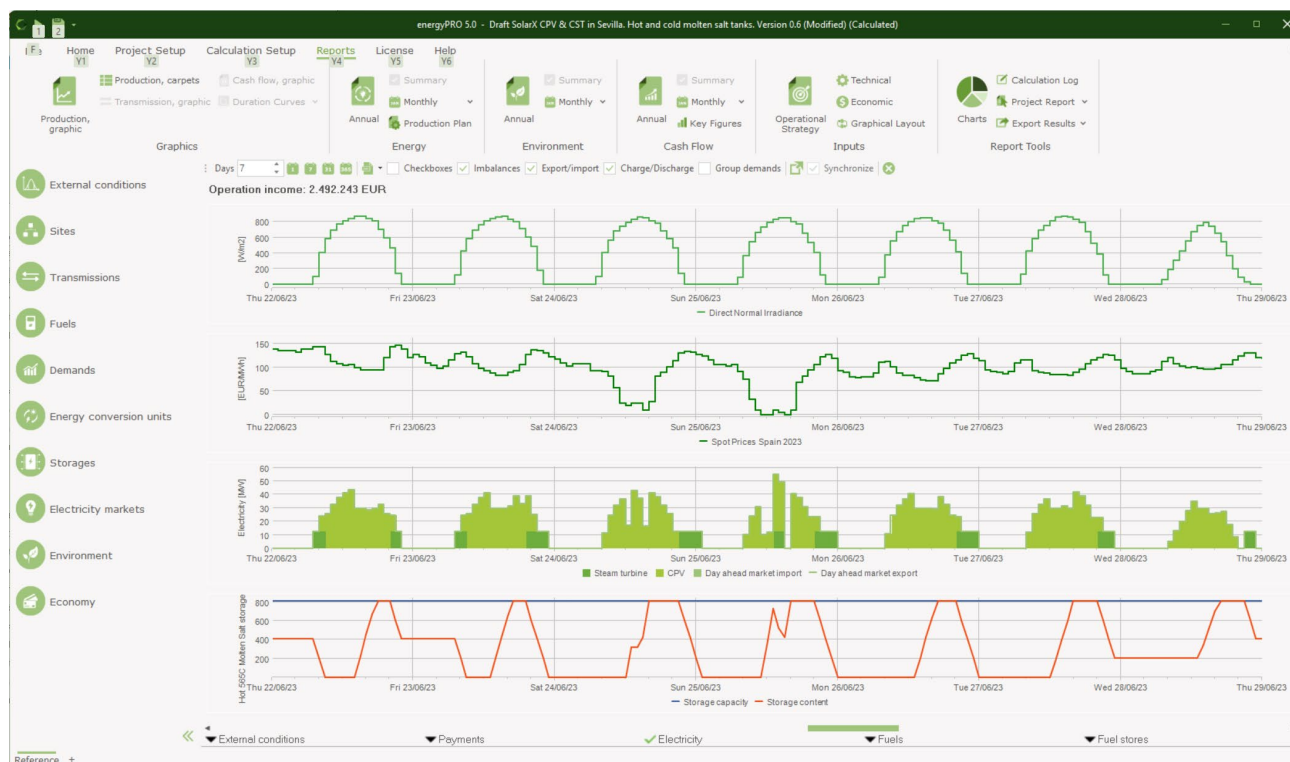 energyPRO 5.0 - Draft SolarX CPV & CST in Sevilla. Hot and cold molten salt tanks. Version 0.6 (Modified) (Calculated)
1 2
F Home Project Setup Calculation Setup Reports License Help
Y1 Y2 Y3 Y4 Y5 Y6
Production, carpets Cash flow, graphic Summary Summary Summary Technical Calculation Log
Transmission, graphic Duration Curves Monthly Monthly Monthly Economic Project Report
Production, graphic Annual Production Plan Annual Annual Key Figures Operational Strategy Graphical Layout Charts Export Results
Graphics Energy Environment Cash Flow Inputs Report Tools
Days 7 Checkboxes Imbalances Export/import Charge/Discharge Group demands Synchronize
External conditions
Sites
Transmissions
Fuels
Demands
Energy conversion units
Storages
Electricity markets
Environment
Economy
Operation income: 2.492.243 EUR
[W/m2]
800
600
400
200
0
Thu 22/06/23 Fri 23/06/23 Sat 24/06/23 Sun 25/06/23 Mon 26/06/23 Tue 27/06/23 Wed 28/06/23 Thu 29/06/23
Direct Normal Irradiance
[EUR/MWh]
150
100
50
0
Thu 22/06/23 Fri 23/06/23 Sat 24/06/23 Sun 25/06/23 Mon 26/06/23 Tue 27/06/23 Wed 28/06/23 Thu 29/06/23
Spot Prices Spain 2023
Electricity [MW]
60
50
40
30
20
10
0
Thu 22/06/23 Fri 23/06/23 Sat 24/06/23 Sun 25/06/23 Mon 26/06/23 Tue 27/06/23 Wed 28/06/23 Thu 29/06/23
Steam turbine CPV Day ahead market import Day ahead market export
Hot 565C Molten Salt storage
800
600
400
200
Thu 22/06/23 Fri 23/06/23 Sat 24/06/23 Sun 25/06/23 Mon 26/06/23 Tue 27/06/23 Wed 28/06/23 Thu 29/06/23
Storage capacity Storage content
External conditions Payments Electricity Fuels Fuel stores
Reference +